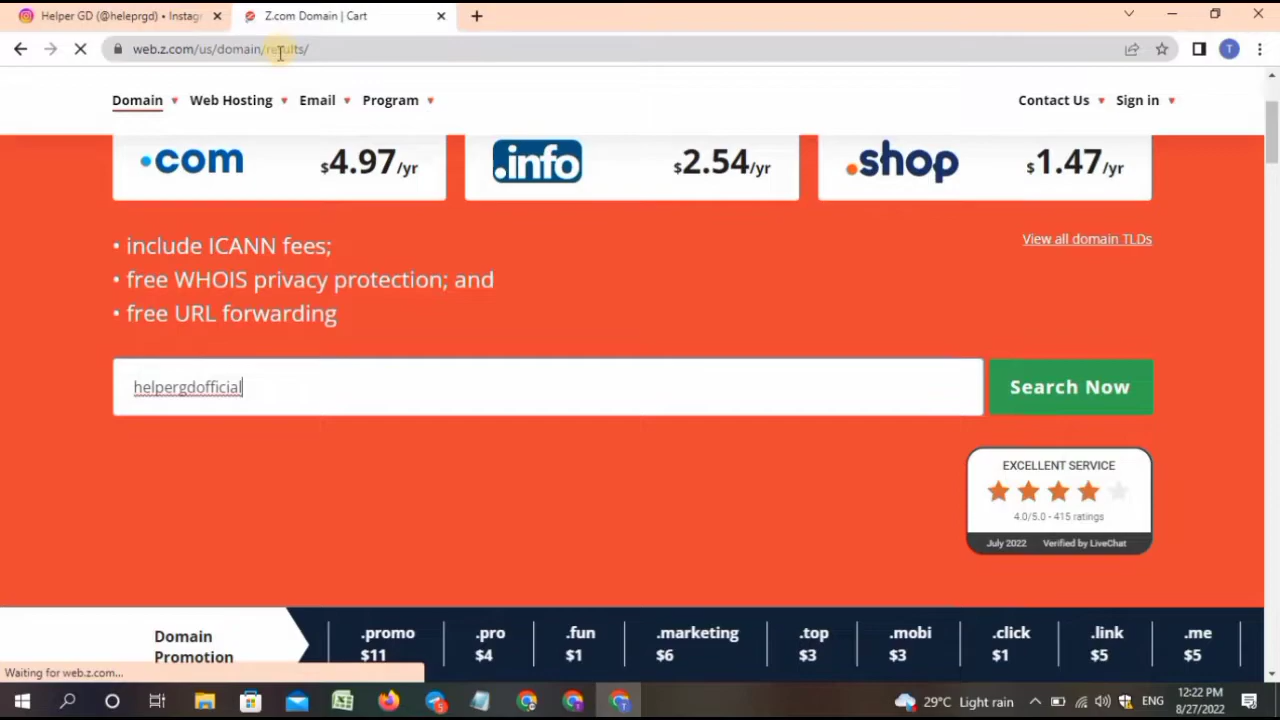 Helper GD (@heleprgd) • Instag
Z.com Domain | Cart
web.z.com/us/domain/results/
T
Domain
Web Hosting
Email
Program
Contact Us
Sign in
.com
$4.97/yr
.info
$2.54/yr
.shop
$1.47/yr
• include ICANN fees;
• free WHOIS privacy protection; and
• free URL forwarding
View all domain TLDs
helpergdofficial
Search Now
EXCELLENT SERVICE
4.0/5.0 - 415 ratings
July 2022 Verified by LiveChat
Domain
Promotion
.promo
$11
.pro
$4
.fun
$1
.marketing
$6
.top
$3
.mobi
$3
.click
$1
.link
$5
.me
$5
Waiting for web.z.com...
29°C Light rain
ENG
12:22 PM
8/27/2022